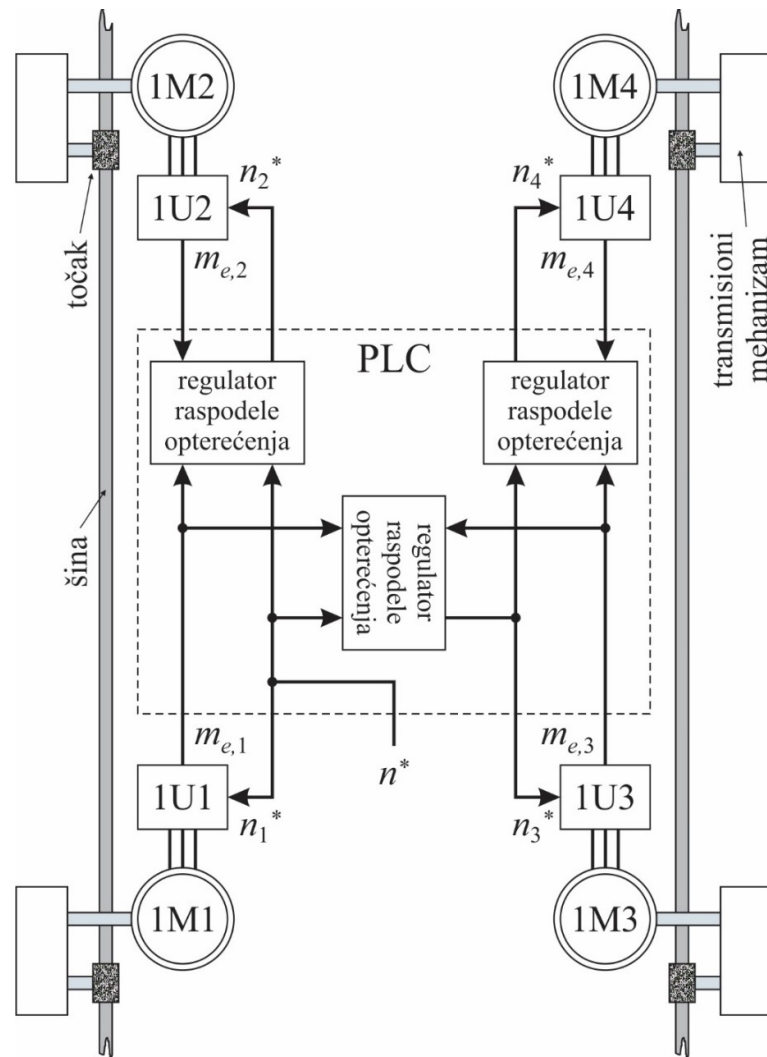 1M2
1M4
n₂*
n₄*
1U2
1U4
mₑ,₂
mₑ,₄
točak
transmisioni
mehanizam
PLC
regulator
raspodele
opterećenja
regulator
raspodele
opterećenja
regulator
raspodele
opterećenja
šina
mₑ,₁
n*
mₑ,₃
1U1
1U3
n₁*
n₃*
1M1
1M3